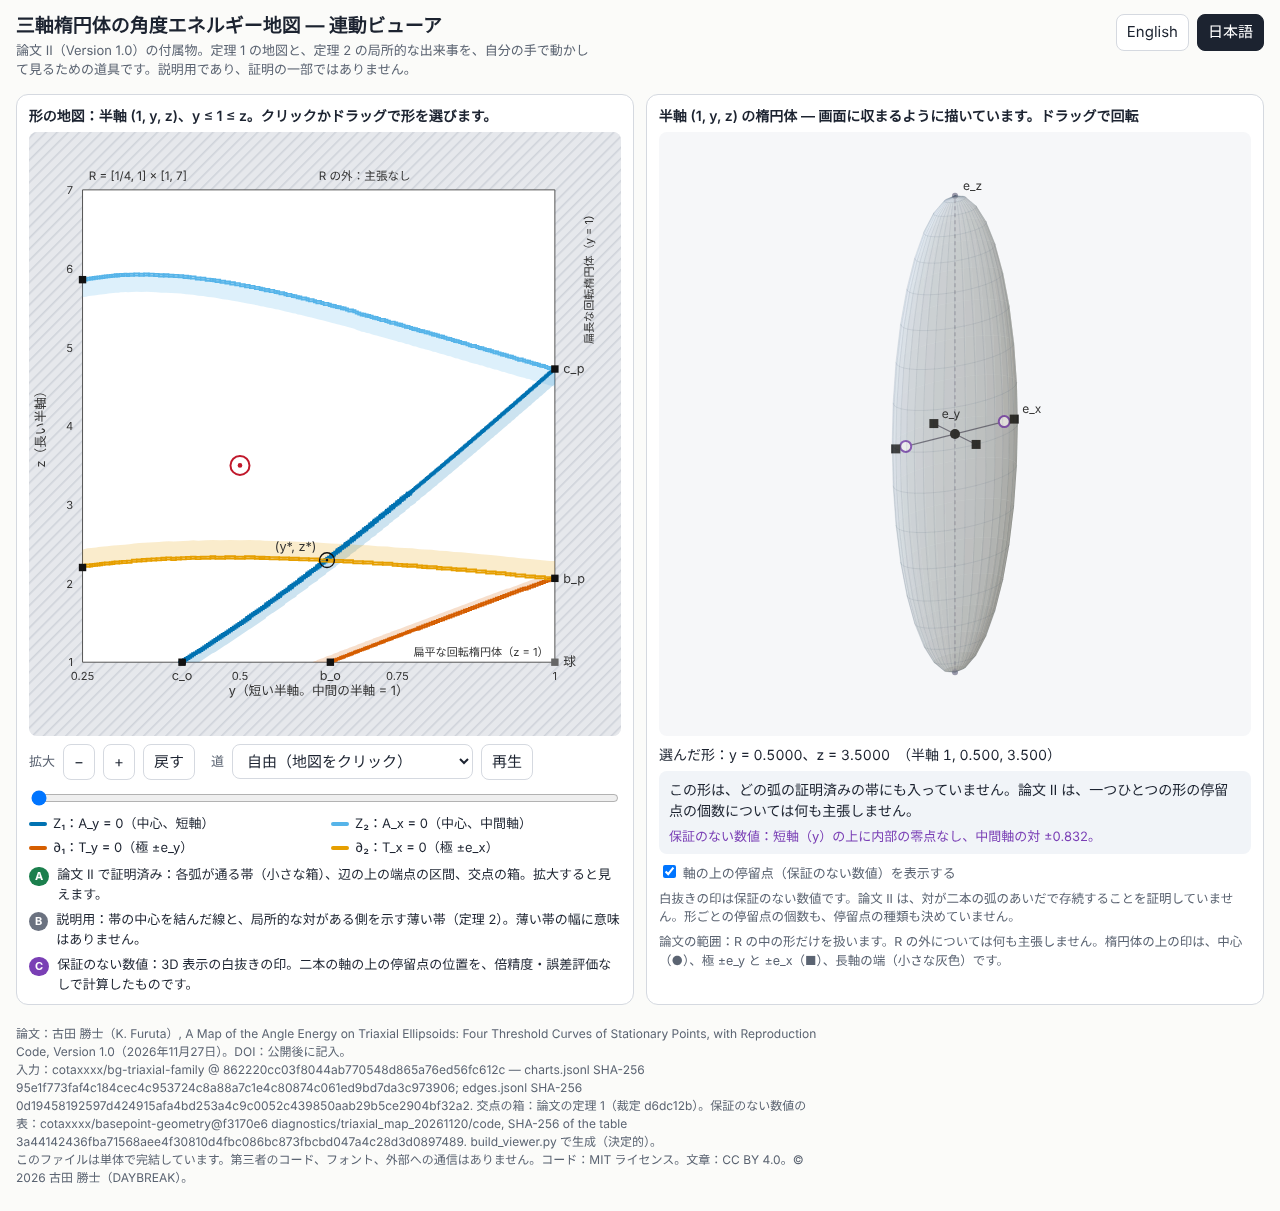 三軸楕円体の角度エネルギー地図 — 連動ビューア
論文 II（Version 1.0）の付属物。定理 1 の地図と、定理 2 の局所的な出来事を、自分の手で動かし
て見るための道具です。説明用であり、証明の一部ではありません。
English
日本語
形の地図：半軸 (1, y, z)、y ≤ 1 ≤ z。クリックかドラッグで形を選びます。
R = [1/4, 1] × [1, 7]
R の外：主張なし
7
6
5
4
3
2
1
z（長い半軸）
扁長な回転楕円体（y = 1）
c_p
(y*, z*)
b_p
扁平な回転楕円体（z = 1）
球
0.25
c_o
0.5
b_o
0.75
1
y（短い半軸。中間の半軸 = 1）
拡大
−
+
戻す
道
自由（地図をクリック）
再生
Z₁：A_y = 0（中心、短軸）
Z₂：A_x = 0（中心、中間軸）
∂₁：T_y = 0（極 ±e_y）
∂₂：T_x = 0（極 ±e_x）
A
論文 II で証明済み：各弧が通る帯（小さな箱）、辺の上の端点の区間、交点の箱。拡大すると見
えます。
B
説明用：帯の中心を結んだ線と、局所的な対がある側を示す薄い帯（定理 2）。薄い帯の幅に意味
はありません。
C
保証のない数値：3D 表示の白抜きの印。二本の軸の上の停留点の位置を、倍精度・誤差評価な
しで計算したものです。
半軸 (1, y, z) の楕円体 — 画面に収まるように描いています。ドラッグで回転
e_z
e_y
e_x
選んだ形：y = 0.5000、z = 3.5000 （半軸 1, 0.500, 3.500）
この形は、どの弧の証明済みの帯にも入っていません。論文 II は、一つひとつの形の停留
点の個数については何も主張しません。
保証のない数値：短軸（y）の上に内部の零点なし、中間軸の対 ±0.832。
軸の上の停留点（保証のない数値）を表示する
白抜きの印は保証のない数値です。論文 II は、対が二本の弧のあいだで存続することを証明していませ
ん。形ごとの停留点の個数も、停留点の種類も決めていません。
論文の範囲：R の中の形だけを扱います。R の外については何も主張しません。楕円体の上の印は、中心
（●）、極 ±e_y と ±e_x（■）、長軸の端（小さな灰色）です。
論文：古田 勝士（K. Furuta）, A Map of the Angle Energy on Triaxial Ellipsoids: Four Threshold Curves of Stationary Points, with Reproduction
Code, Version 1.0（2026年11月27日）。DOI：公開後に記入。
入力：cotaxxxx/bg-triaxial-family @ 862220cc03f8044ab770548d865a76ed56fc612c — charts.jsonl SHA-256
95e1f773faf4c184cec4c953724c8a88a7c1e4c80874c061ed9bd7da3c973906; edges.jsonl SHA-256
0d19458192597d424915afa4bd253a4c9c0052c439850aab29b5ce2904bf32a2. 交点の箱：論文の定理 1（裁定 d6dc12b）。保証のない数値の
表：cotaxxxx/basepoint-geometry@f3170e6 diagnostics/triaxial_map_20261120/code, SHA-256 of the table
3a44142436fba71568aee4f30810d4fbc086bc873fbcbd047a4c28d3d0897489. build_viewer.py で生成（決定的）。
このファイルは単体で完結しています。第三者のコード、フォント、外部への通信はありません。コード：MIT ライセンス。文章：CC BY 4.0。©
2026 古田 勝士（DAYBREAK）。